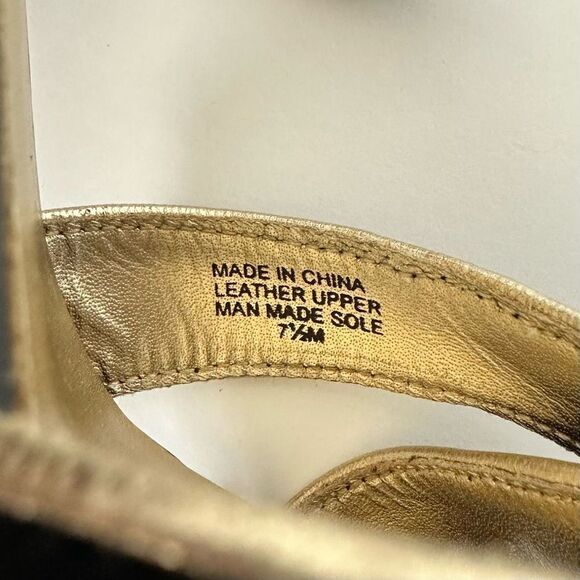 MADE IN CHINA
LEATHER UPPER
MAN MADE SOLE
7½M